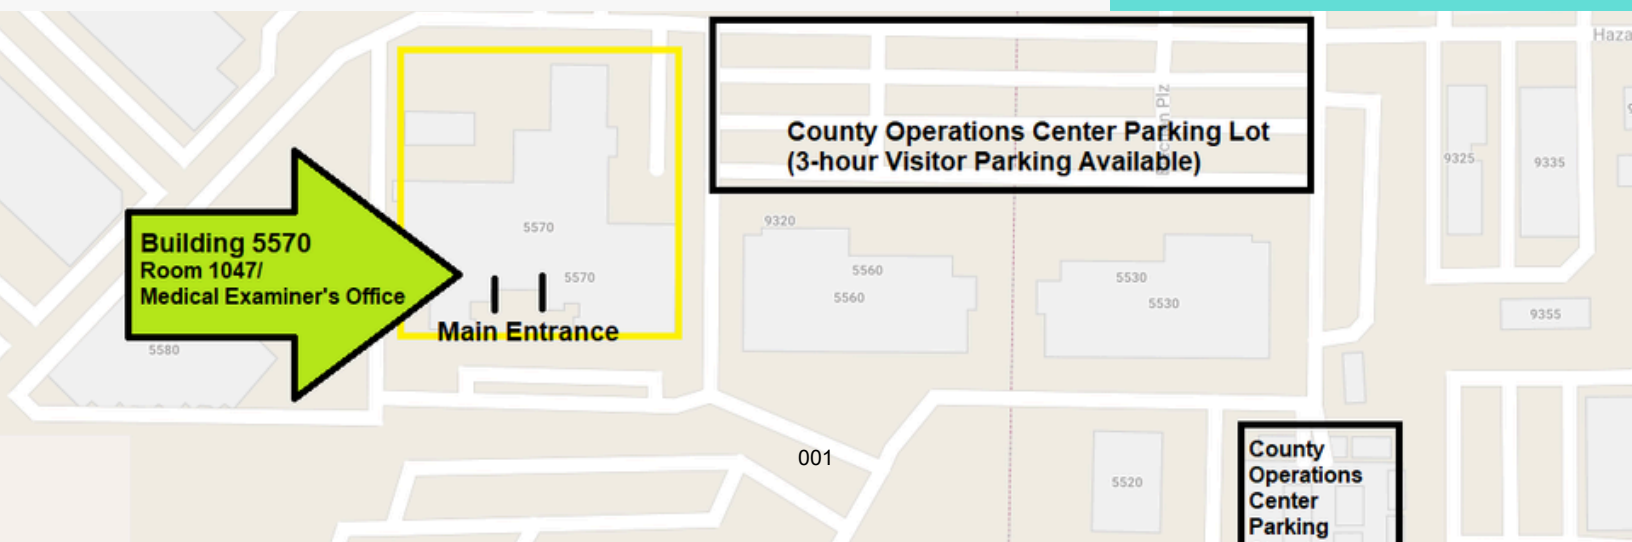 Haza
County Operations Center Parking Lot
(3-hour Visitor Parking Available)
9325
9335
9320
5570
5570
5560
5560
5530
5530
9355
Building 5570
Room 1047/
Medical Examiner's Office
Main Entrance
5580
001
5520
County
Operations
Center
Parking